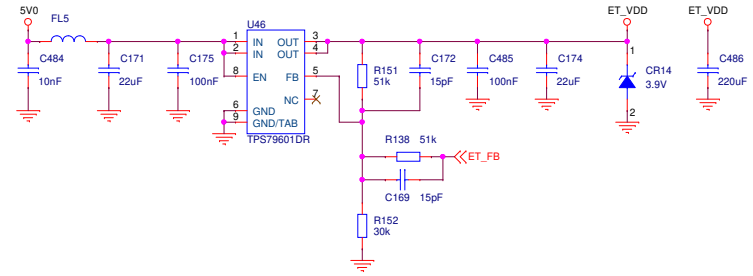 5V0
FL5
C484
10nF
C171
22uF
C175
100nF
U46
1 IN OUT 3
2 IN OUT 4
8 EN FB 5
NC 7
6 GND
9 GND/TAB
TPS79601DR
R151
51k
C172
15pF
C485
100nF
C174
22uF
ET_VDD
1
CR14
3.9V
2
ET_VDD
C486
220uF
R138 51k
ET_FB
C169 15pF
R152
30k